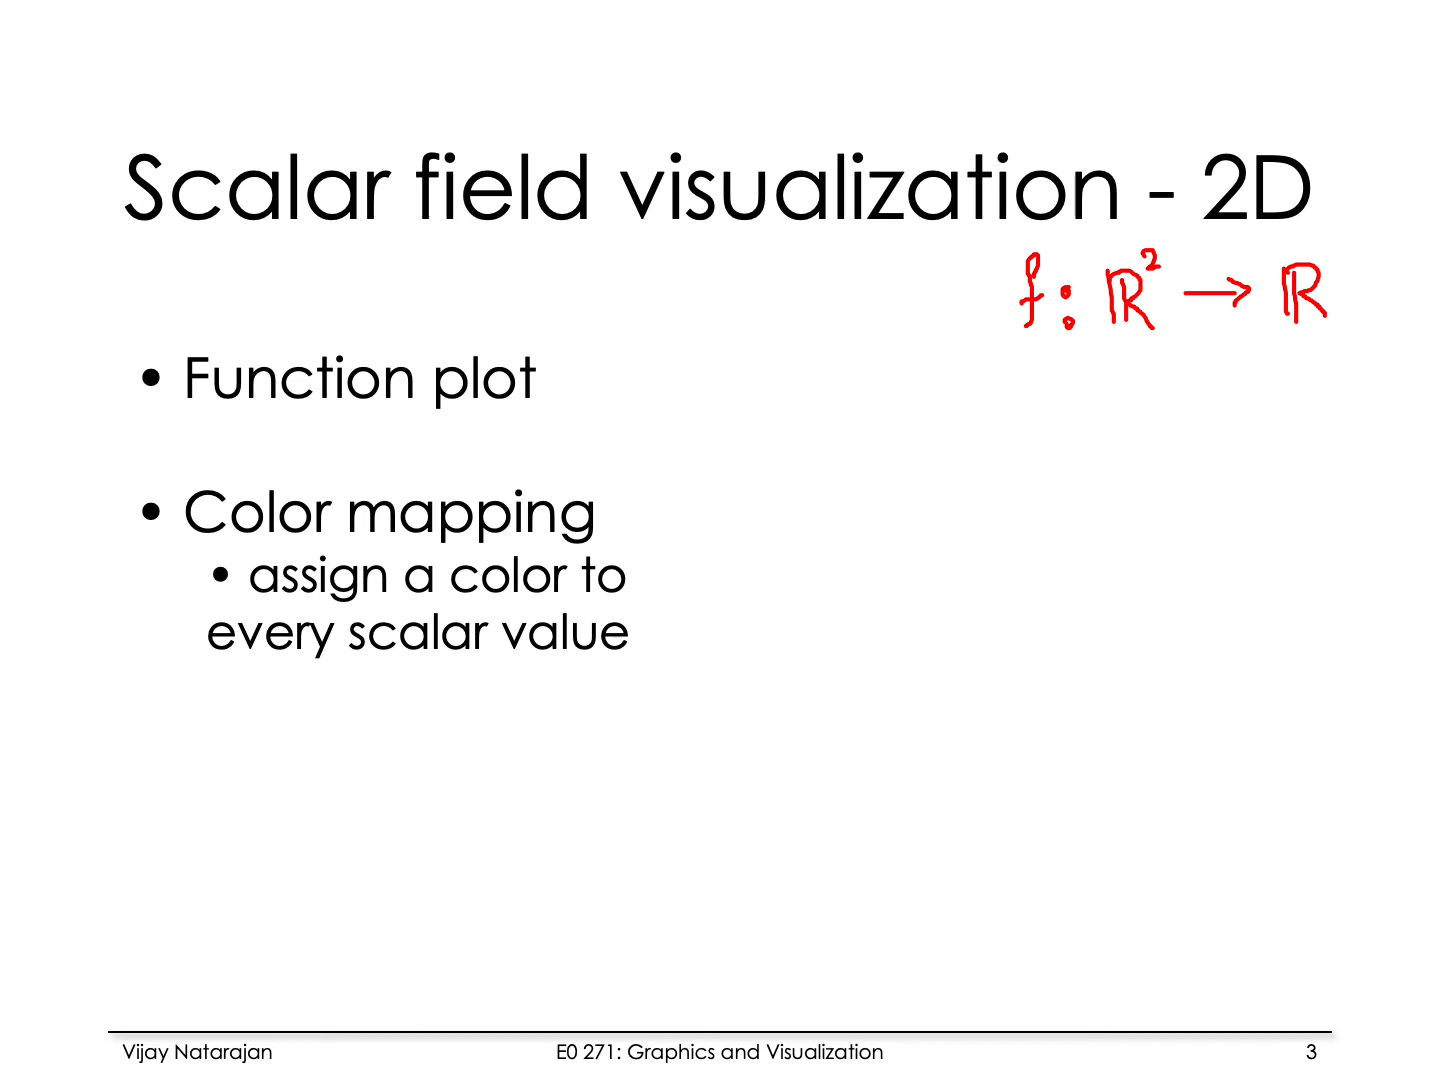 Scalar field visualization - 2D
f: ℝ² → ℝ
• Function plot
• Color mapping
• assign a color to
every scalar value
Vijay Natarajan
E0 271: Graphics and Visualization
3